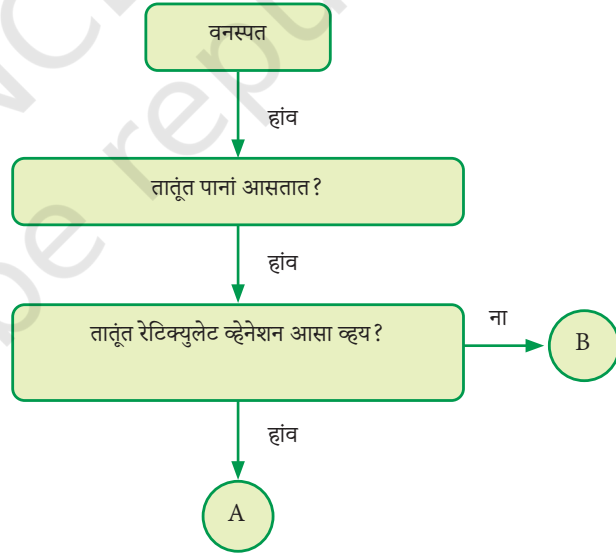 वनस्पत
हांव
तातूंत पानां आसतात?
हांव
तातूंत रेटिक्युलेट व्हेनेशन आसा व्हय?
ना
B
हांव
A